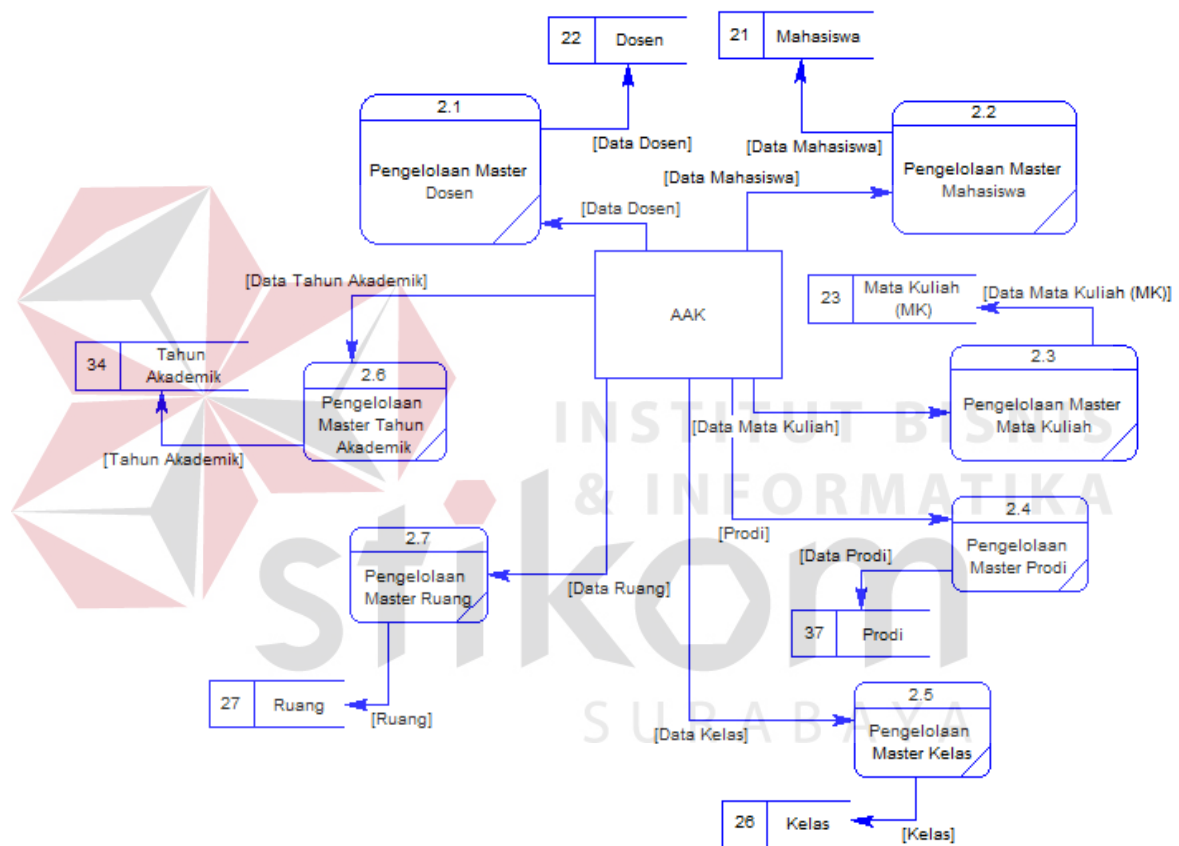 22 Dosen
21 Mahasiswa
2.1
Pengelolaan Master
Dosen
[Data Dosen]
2.2
Pengelolaan Master
Mahasiswa
[Data Mahasiswa]
[Data Mahasiswa]
[Data Dosen]
[Data Tahun Akademik]
AAK
23 Mata Kuliah
(MK)
[Data Mata Kuliah (MK)]
34 Tahun
Akademik
2.6
Pengelolaan
Master Tahun
Akademik
[Tahun Akademik]
2.3
Pengelolaan Master
Mata Kuliah
[Data Mata Kuliah]
INSTITUT BISNIS
& INFORMATIKA
2.4
Pengelolaan
Master Prodi
[Prodi]
[Data Prodi]
2.7
Pengelolaan
Master Ruang
[Data Ruang]
stikom
37 Prodi
27 Ruang
[Ruang]
SURABAYA
2.5
Pengelolaan
Master Kelas
[Data Kelas]
26 Kelas
[Kelas]